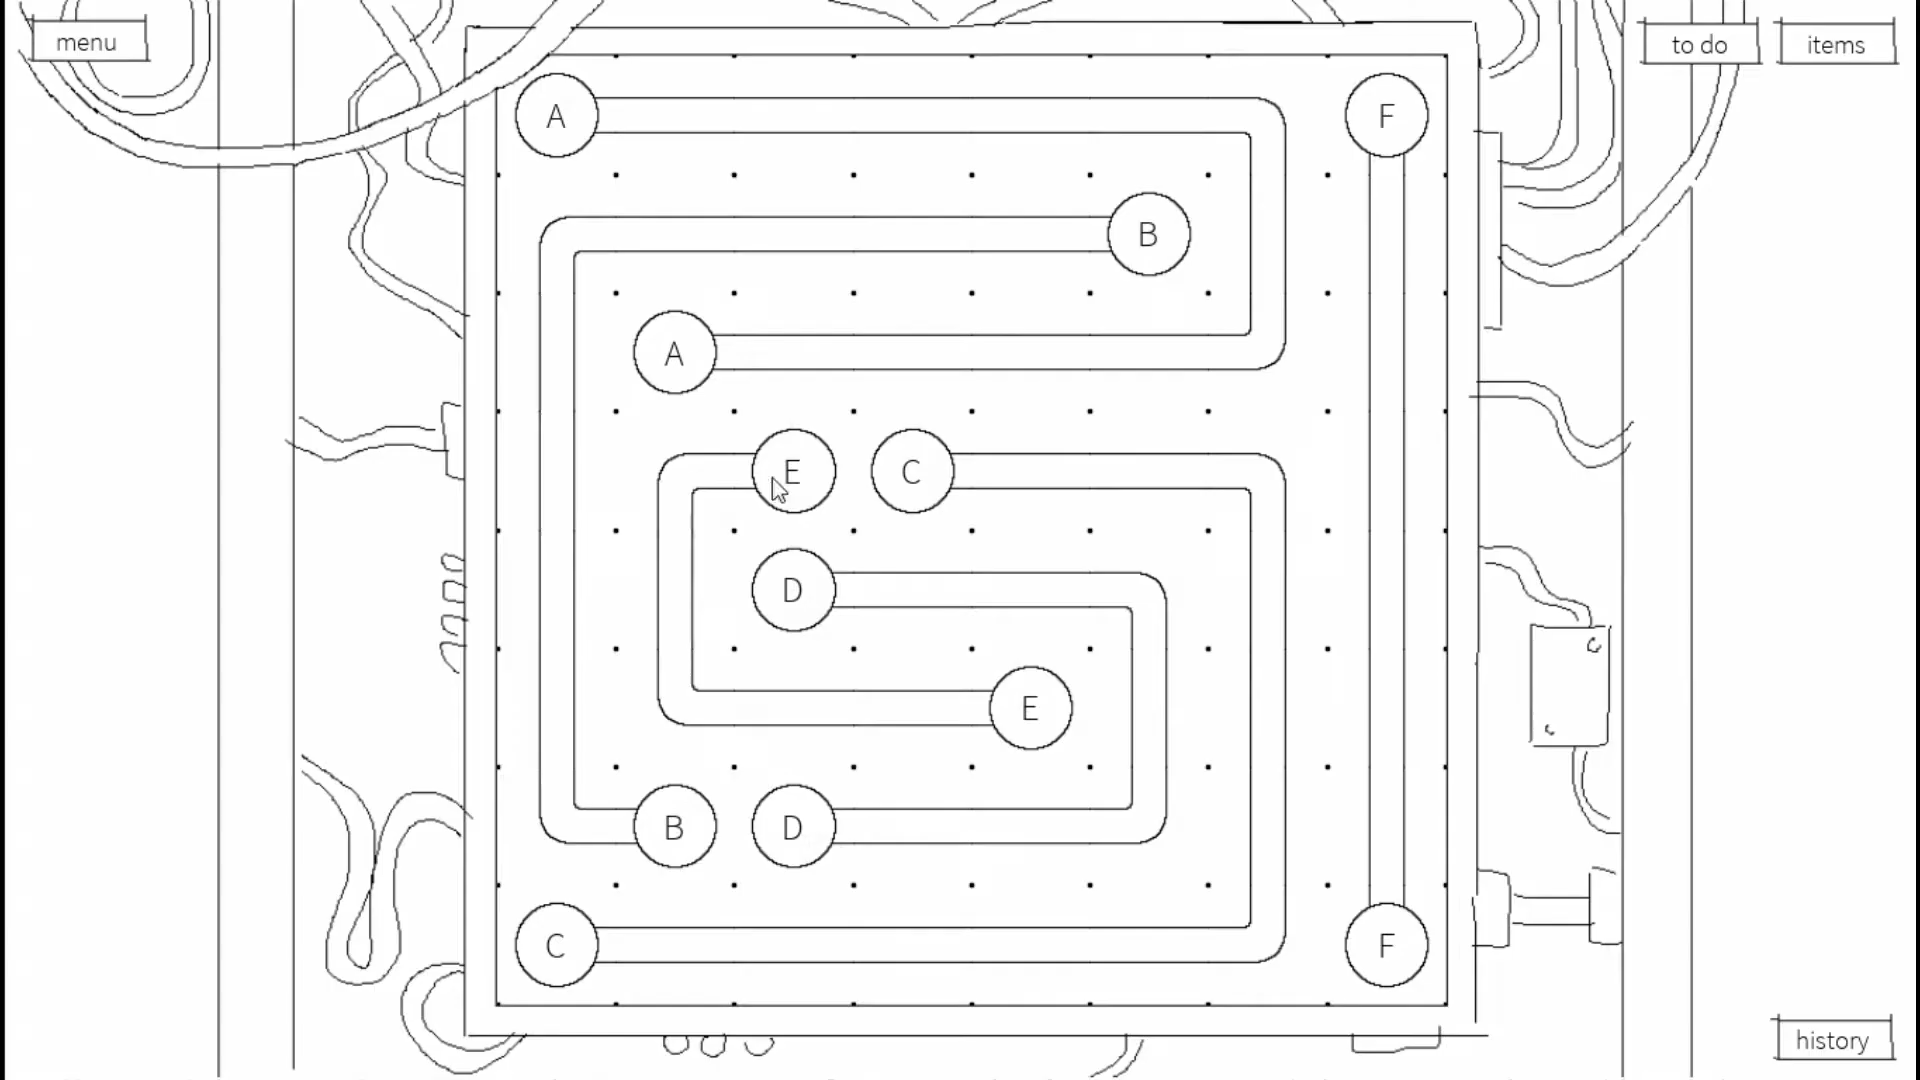 menu
to do items
A F
B
A
E C
D
E
B D
C F
history